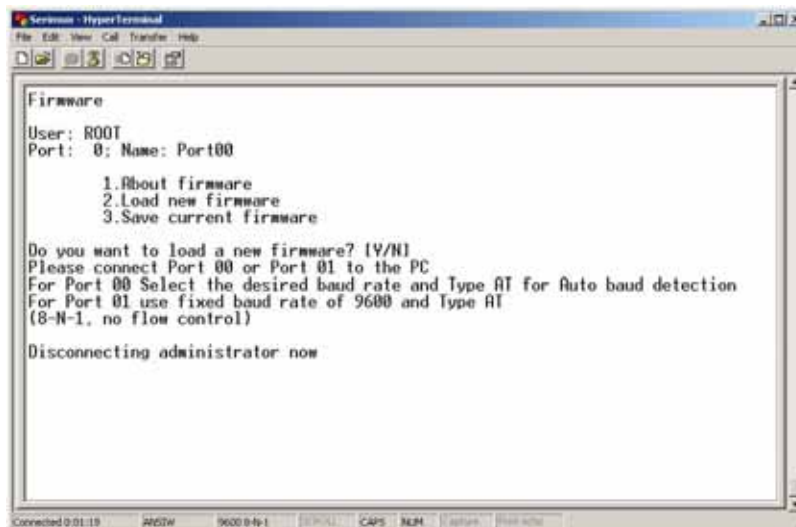 Serimux - HyperTerminal
File Edit View Call Transfer Help
Firmware
User: ROOT
Port: 0; Name: Port00
1.About firmware
2.Load new firmware
3.Save current firmware
Do you want to load a new firmware? [Y/N]
Please connect Port 00 or Port 01 to the PC
For Port 00 Select the desired baud rate and Type AT for Auto baud detection
For Port 01 use fixed baud rate of 9600 and Type AT
(8-N-1, no flow control)
Disconnecting administrator now
Connected 0:01:19 ANSIW 9600 8-N-1 SCROLL CAPS NUM Capture Print echo